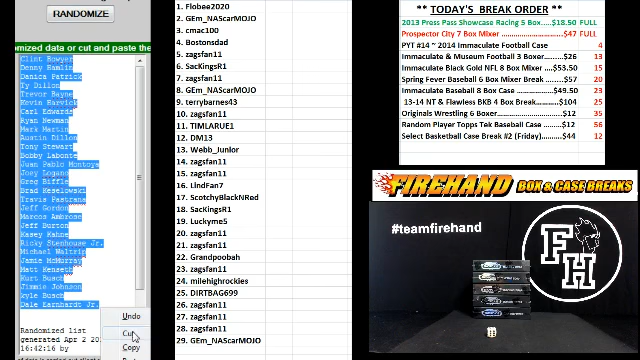 RANDOMIZE
omized data or cut and paste the
Clint Bowyer
Denny Hamlin
Danica Patrick
Ty Dillon
Trevor Bayne
Kevin Harvick
Carl Edwards
Ryan Newman
Mark Martin
Austin Dillon
Tony Stewart
Bobby Labonte
Juan Pablo Montoya
Joey Logano
Greg Biffle
Brad Keselowski
Travis Pastrana
Jeff Gordon
Marcos Ambrose
Jeff Burton
Kasey Kahne
Ricky Stenhouse Jr.
Michael Waltrip
Jamie McMurray
Matt Kenseth
Kurt Busch
Jimmie Johnson
Kyle Busch
Dale Earnhardt Jr.
Undo
Cut
Copy
Randomized list
generated Apr 2
16:42:16 by
1. Flobee2020
2. GEm_NAScarMOJO
3. cmac100
4. Bostonsdad
5. zagsfan11
6. SacKingsR1
7. zagsfan11
8. GEm_NAScarMOJO
9. terrybarnes43
10. zagsfan11
11. TIMLARUE1
12. DM13
13. Webb_Junlor
14. zagsfan11
15. zagsfan11
16. LindFan7
17. ScotchyBlackNRed
18. SacKingsR1
19. Luckyme5
20. zagsfan11
21. zagsfan11
22. Grandpoobah
23. zagsfan11
24. milehighrockies
25. DIRTBAG699
26. zagsfan11
27. zagsfan11
28. zagsfan11
29. GEm_NAScarMOJO
** TODAY'S BREAK ORDER **
2013 Press Pass Showcase Racing 5 Box......$18.50 FULL
Prospector City 7 Box Mixer ........................$47 FULL
PYT #14 ~ 2014 Immaculate Football Case 4
Immaculate & Museum Football 3 Boxer........$26 13
Immaculate Black Gold NFL 8 Box Mixer....$53.50 15
Spring Fever Baseball 6 Box Mixer Break......$57 20
Immaculate Baseball 8 Box Case ..............$49.50 23
13-14 NT & Flawless BKB 4 Box Break........$104 25
Originals Wrestling 6 Boxer .........................$12 35
Random Player Topps Tek Baseball Case......$12 56
Select Basketball Case Break #2 (Friday)......$44 12
FIREHAND BOX & CASE BREAKS
#teamfirehand
F H